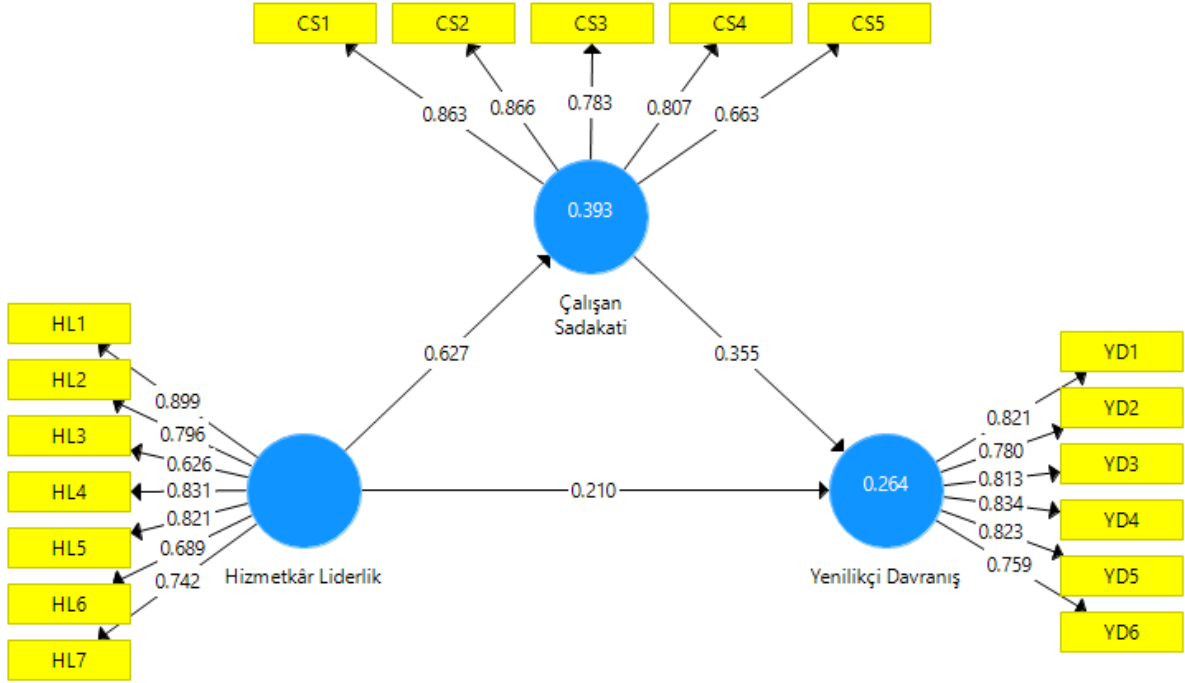 CS1
CS2
CS3
CS4
CS5
0.863
0.866
0.783
0.807
0.663
0.393
Çalışan
Sadakati
0.627
0.355
HL1
HL2
HL3
HL4
HL5
HL6
HL7
0.899
0.796
0.626
0.831
0.821
0.689
0.742
Hizmetkâr Liderlik
0.210
0.264
Yenilikçi Davranış
0.821
0.780
0.813
0.834
0.823
0.759
YD1
YD2
YD3
YD4
YD5
YD6